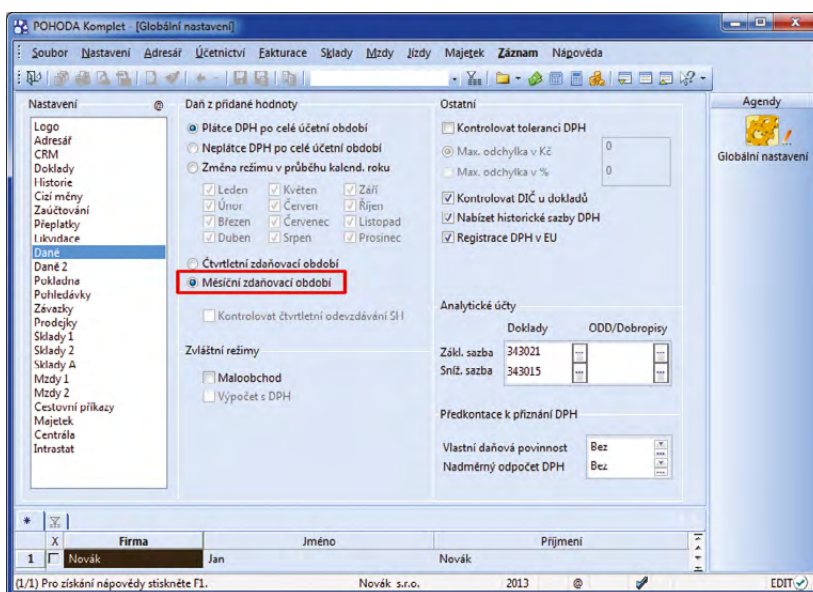 POHODA Komplet - [Globální nastavení]
Soubor Nastavení Adresář Účetnictví Fakturace Sklady Mzdy Jízdy Majetek Záznam Nápověda
Nastavení @
Logo
Adresář
CRM
Doklady
Historie
Cizí měny
Zaúčtování
Přeplatky
Likvidace
Daně
Daně 2
Pokladna
Pohledávky
Závazky
Prodejky
Sklady 1
Sklady 2
Sklady A
Mzdy 1
Mzdy 2
Cestovní příkazy
Majetek
Centrála
Intrastat
Daň z přidané hodnoty
Plátce DPH po celé účetní období
Neplátce DPH po celé účetní období
Změna režimu v průběhu kalend. roku
Leden Květen Září
Únor Červen Říjen
Březen Červenec Listopad
Duben Srpen Prosinec
Čtvrtletní zdaňovací období
Měsíční zdaňovací období
Kontrolovat čtvrtletní odevzdávání SH
Zvláštní režimy
Maloobchod
Výpočet s DPH
Ostatní
Kontrolovat toleranci DPH
Max. odchylka v Kč 0
Max. odchylka v % 0
Kontrolovat DIČ u dokladů
Nabízet historické sazby DPH
Registrace DPH v EU
Analytické účty
Doklady ODD/Dobropisy
Zákl. sazba 343021
Sníž. sazba 343015
Předkontace k přiznání DPH
Vlastní daňová povinnost Bez
Nadměrný odpočet DPH Bez
Agendy
Globální nastavení
X Firma Jméno Příjmení
1 Novák Jan Novák
(1/1) Pro získání nápovědy stiskněte F1. Novák s.r.o. 2013 @ EDIT